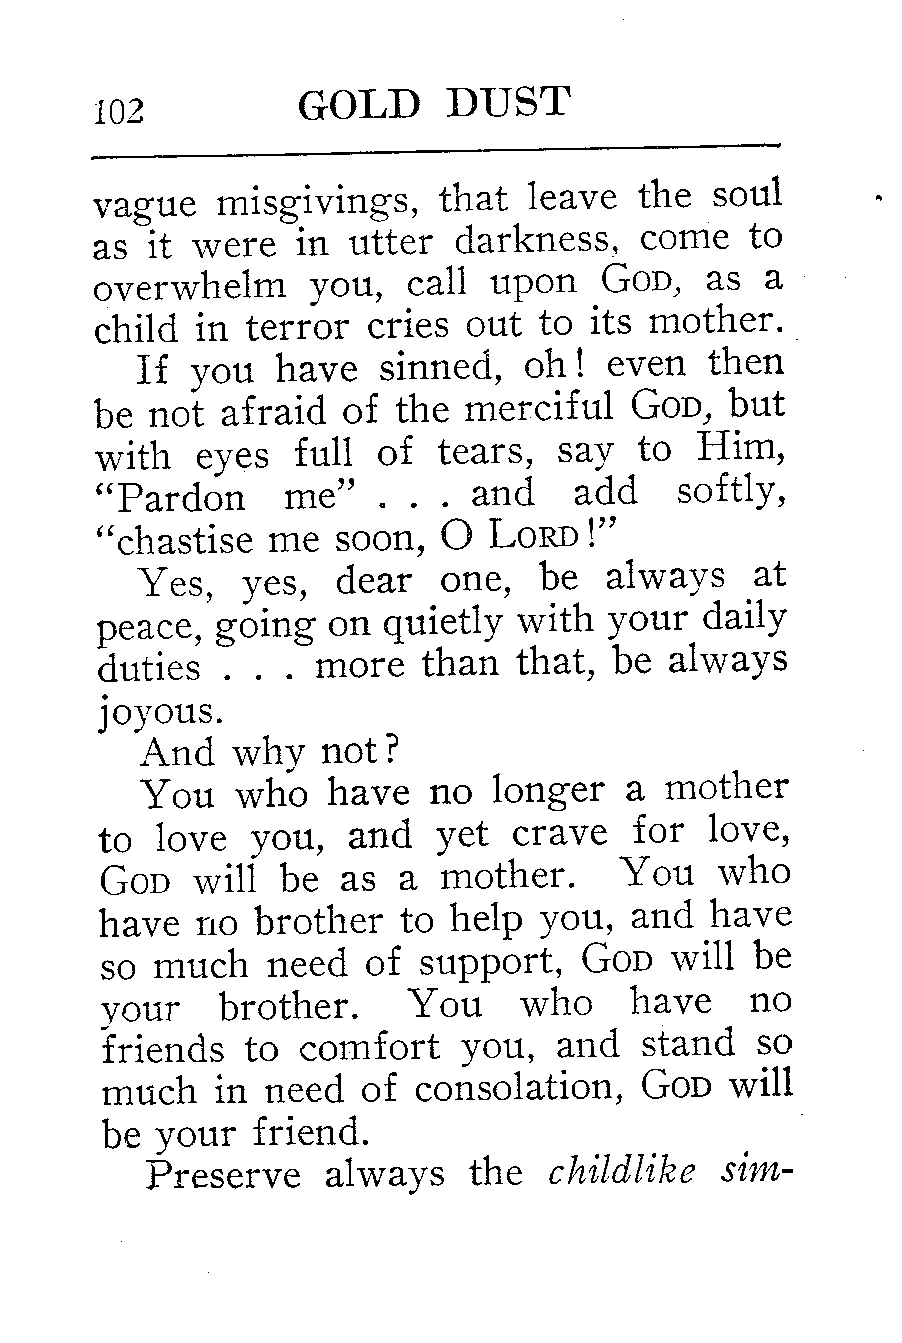 102 GOLD DUST
vague misgivings, that leave the soul
as it were in utter darkness, come to
overwhelm you, call upon GOD, as a
child in terror cries out to its mother.
If you have sinned, oh! even then
be not afraid of the merciful GOD, but
with eyes full of tears, say to Him,
“Pardon me” . . . and add softly,
“chastise me soon, O LORD!”
Yes, yes, dear one, be always at
peace, going on quietly with your daily
duties . . . more than that, be always
joyous.
And why not?
You who have no longer a mother
to love you, and yet crave for love,
GOD will be as a mother. You who
have no brother to help you, and have
so much need of support, GOD will be
your brother. You who have no
friends to comfort you, and stand so
much in need of consolation, GOD will
be your friend.
Preserve always the childlike sim-